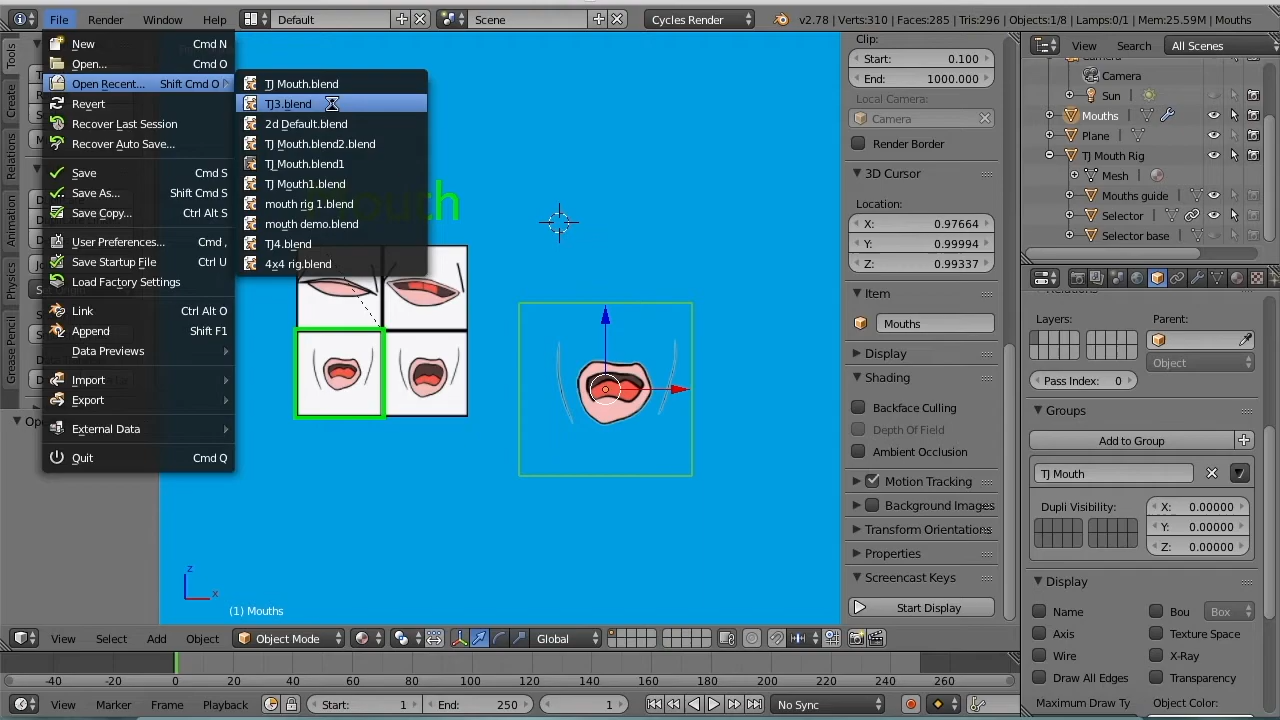 File Render Window Help Default Scene Cycles Render v2.78 | Verts:310 | Faces:285 | Tris:296 | Objects:1/8 | Lamps:0/1 | Mem:25.59M | Mouths
New Cmd N
Open... Cmd O
Open Recent... Shift Cmd O
Revert
Recover Last Session
Recover Auto Save...
Save Cmd S
Save As... Shift Cmd S
Save Copy... Ctrl Alt S
User Preferences... Cmd ,
Save Startup File Ctrl U
Load Factory Settings
Link Ctrl Alt O
Append Shift F1
Data Previews
Import
Export
External Data
Quit Cmd Q
TJ Mouth.blend
TJ3.blend
2d Default.blend
TJ Mouth.blend2.blend
TJ Mouth.blend1
TJ Mouth1.blend
mouth rig 1.blend
mouth demo.blend
TJ4.blend
4x4 rig.blend
Tools
Create
Relations
Animation
Physics
Grease Pencil
(1) Mouths
z
x
Clip:
Start: 0.100
End: 1000.000
Local Camera:
Camera
Render Border
3D Cursor
Location:
X: 0.97664
Y: 0.99994
Z: 0.99337
Item
Mouths
Display
Shading
Backface Culling
Depth Of Field
Ambient Occlusion
Motion Tracking
Background Images
Transform Orientations
Properties
Screencast Keys
Start Display
View Search All Scenes
Camera
Camera
Sun
Mouths
Plane
TJ Mouth Rig
Mesh
Mouths guide
Selector
Selector base
Relations
Layers: Parent:
Object
Pass Index: 0
Groups
Add to Group
TJ Mouth
Dupli Visibility:
X: 0.00000
Y: 0.00000
Z: 0.00000
Display
Name Bou Box
Axis Texture Space
Wire X-Ray
Draw All Edges Transparency
Maximum Draw Ty Object Color:
View Select Add Object Object Mode Global
-40 -20 0 20 40 60 80 100 120 140 160 180 200 220 240 260
View Marker Frame Playback Start: 1 End: 250 1 No Sync